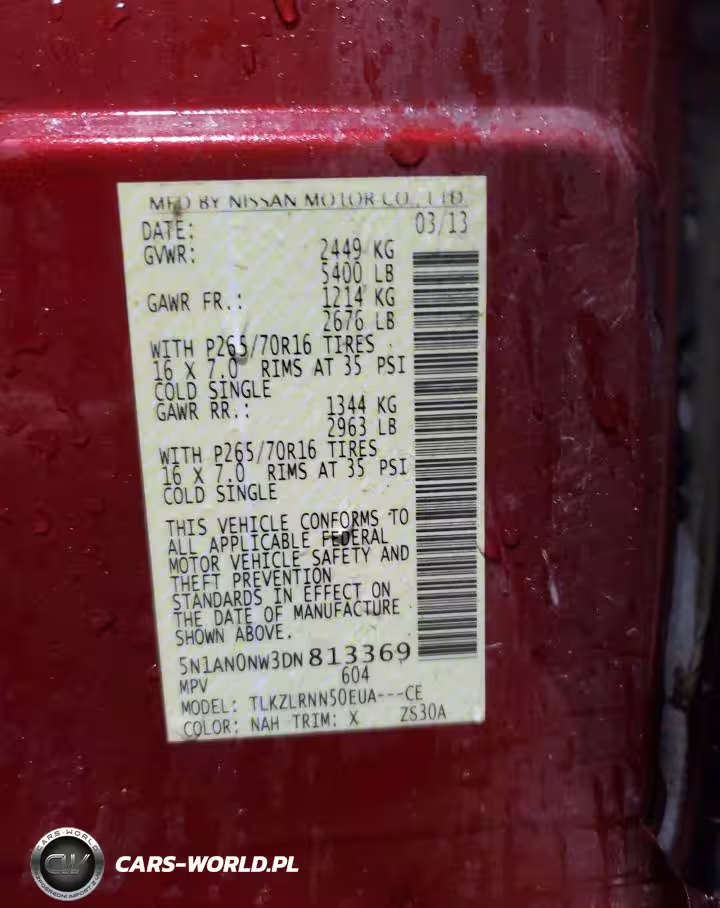 MFD BY NISSAN MOTOR CO., LTD.
DATE: 03/13
GVWR: 2449 KG
5400 LB
GAWR FR.: 1214 KG
2676 LB
WITH P265/70R16 TIRES
16 X 7.0 RIMS AT 35 PSI
COLD SINGLE
GAWR RR.: 1344 KG
2963 LB
WITH P265/70R16 TIRES
16 X 7.0 RIMS AT 35 PSI
COLD SINGLE
THIS VEHICLE CONFORMS TO
ALL APPLICABLE FEDERAL
MOTOR VEHICLE SAFETY AND
THEFT PREVENTION
STANDARDS IN EFFECT ON
THE DATE OF MANUFACTURE
SHOWN ABOVE.
5N1AN0NW3DN813369
MPV 604
MODEL: TLKZLRNN50EUA---CE
COLOR: NAH TRIM: X ZS30A
CARS-WORLD
CW
CARS-WORLD.PL